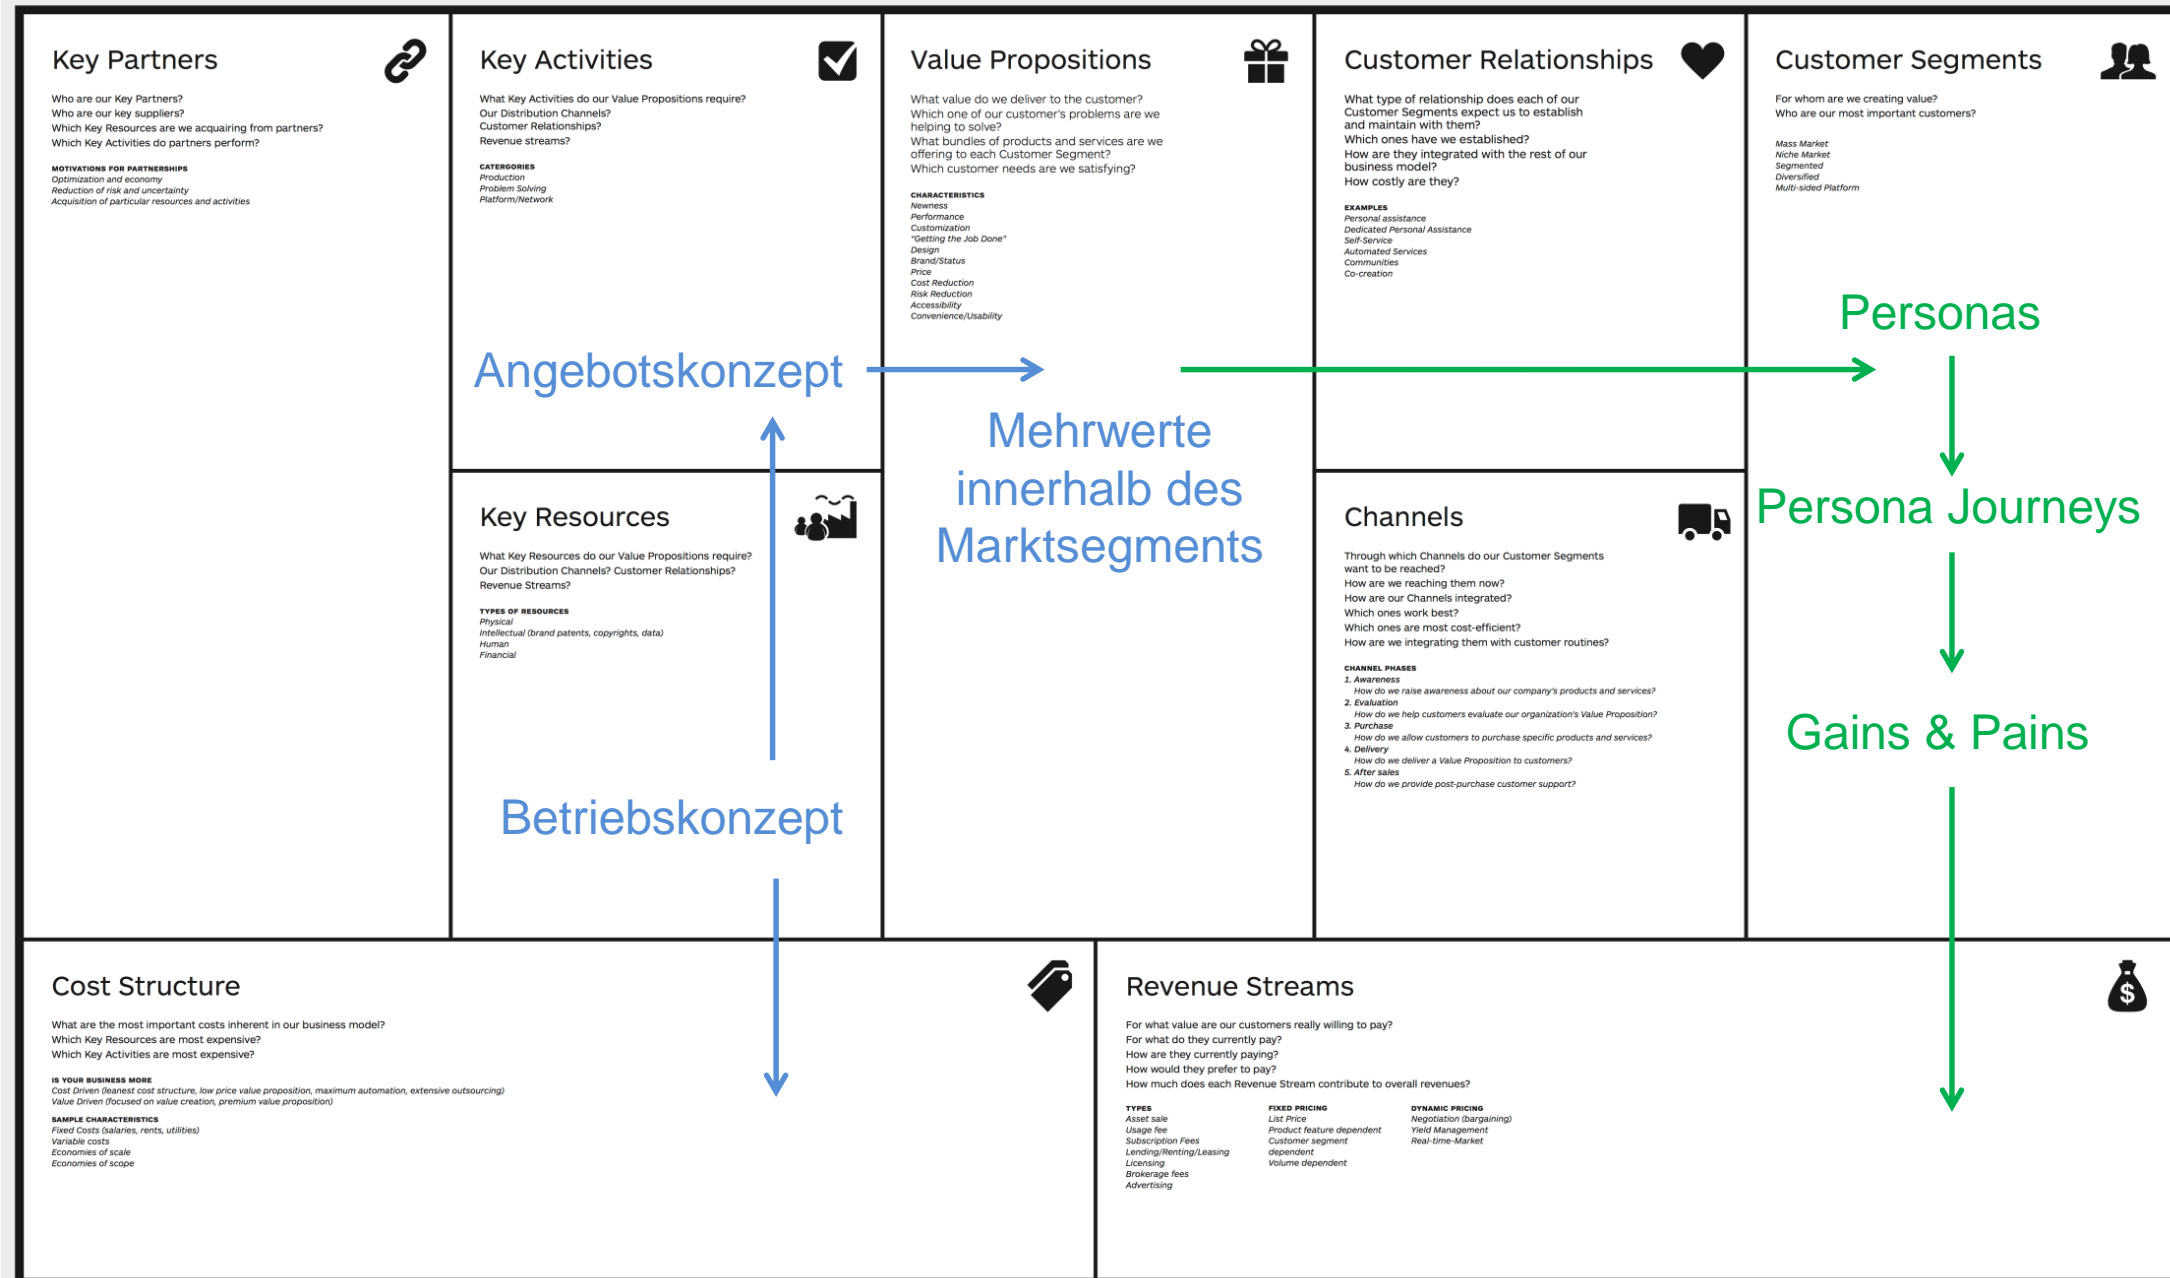 Key Partners
Who are our Key Partners?
Who are our key suppliers?
Which Key Resources are we acquairing from partners?
Which Key Activities do partners perform?
MOTIVATIONS FOR PARTNERSHIPS
Optimization and economy
Reduction of risk and uncertainty
Acquisition of particular resources and activities
Key Activities
What Key Activities do our Value Propositions require?
Our Distribution Channels?
Customer Relationships?
Revenue streams?
CATERGORIES
Production
Problem Solving
Platform/Network
Angebotskonzept
Key Resources
What Key Resources do our Value Propositions require?
Our Distribution Channels? Customer Relationships?
Revenue Streams?
TYPES OF RESOURCES
Physical
Intellectual (brand patents, copyrights, data)
Human
Financial
Betriebskonzept
Value Propositions
What value do we deliver to the customer?
Which one of our customer's problems are we
helping to solve?
What bundles of products and services are we
offering to each Customer Segment?
Which customer needs are we satisfying?
CHARACTERISTICS
Newness
Performance
Customization
"Getting the Job Done"
Design
Brand/Status
Price
Cost Reduction
Risk Reduction
Accessibility
Convenience/Usability
Mehrwerte
innerhalb des
Marktsegments
Customer Relationships
What type of relationship does each of our
Customer Segments expect us to establish
and maintain with them?
Which ones have we established?
How are they integrated with the rest of our
business model?
How costly are they?
EXAMPLES
Personal assistance
Dedicated Personal Assistance
Self-Service
Automated Services
Communities
Co-creation
Channels
Through which Channels do our Customer Segments
want to be reached?
How are we reaching them now?
How are our Channels integrated?
Which ones work best?
Which ones are most cost-efficient?
How are we integrating them with customer routines?
CHANNEL PHASES
1. Awareness
How do we raise awareness about our company's products and services?
2. Evaluation
How do we help customers evaluate our organization's Value Proposition?
3. Purchase
How do we allow customers to purchase specific products and services?
4. Delivery
How do we deliver a Value Proposition to customers?
5. After sales
How do we provide post-purchase customer support?
Customer Segments
For whom are we creating value?
Who are our most important customers?
Mass Market
Niche Market
Segmented
Diversified
Multi-sided Platform
Personas
Persona Journeys
Gains & Pains
Cost Structure
What are the most important costs inherent in our business model?
Which Key Resources are most expensive?
Which Key Activities are most expensive?
IS YOUR BUSINESS MORE
Cost Driven (leanest cost structure, low price value proposition, maximum automation, extensive outsourcing)
Value Driven (focused on value creation, premium value proposition)
SAMPLE CHARACTERISTICS
Fixed Costs (salaries, rents, utilities)
Variable costs
Economies of scale
Economies of scope
Revenue Streams
$
For what value are our customers really willing to pay?
For what do they currently pay?
How are they currently paying?
How would they prefer to pay?
How much does each Revenue Stream contribute to overall revenues?
TYPES
Asset sale
Usage fee
Subscription Fees
Lending/Renting/Leasing
Licensing
Brokerage fees
Advertising
FIXED PRICING
List Price
Product feature dependent
Customer segment
dependent
Volume dependent
DYNAMIC PRICING
Negotiation (bargaining)
Yield Management
Real-time-Market